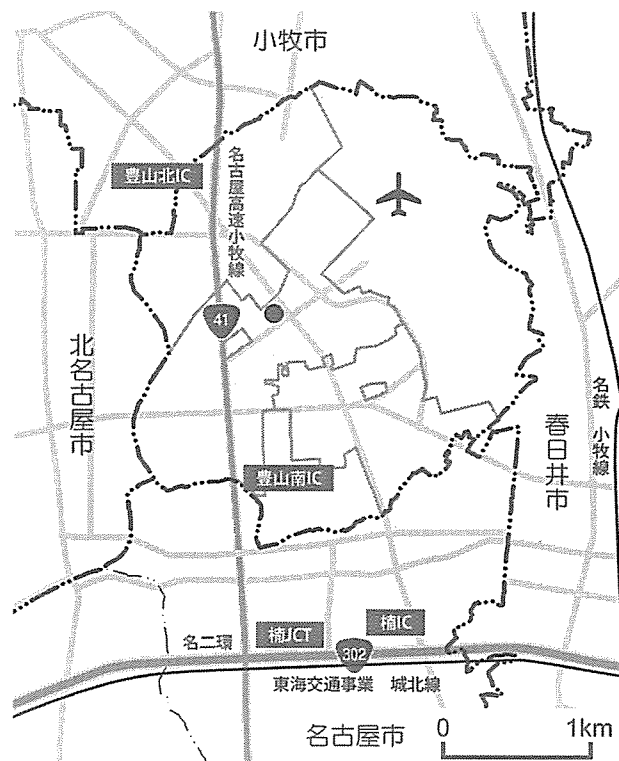 小牧市
豊山北IC
名古屋高速小牧線
41
北名古屋市
名鉄 小牧線
春日井市
豊山南IC
楠IC
楠JCT
名二環
302
東海交通事業 城北線
名古屋市
0 1km